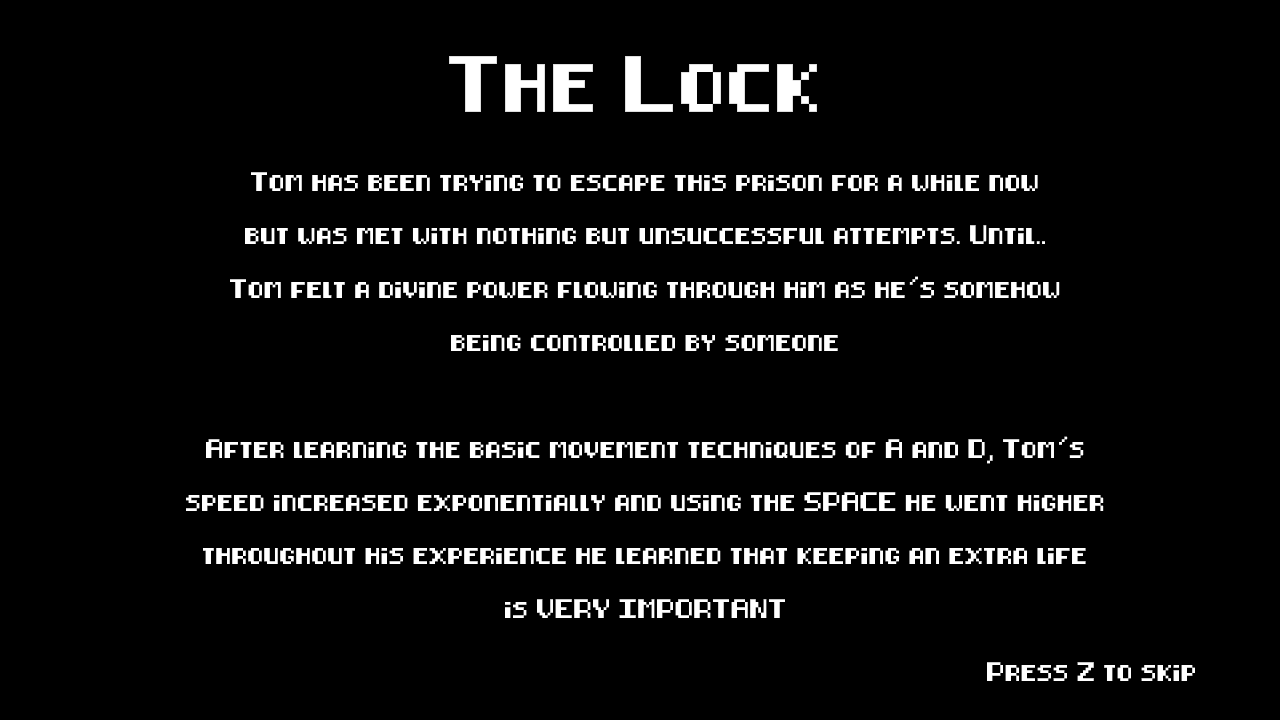 The Lock
Tom has been trying to escape this prison for a while now
but was met with nothing but unsuccessful attempts. Until..
Tom felt a divine power flowing through him as he's somehow
being controlled by someone
After learning the basic movement techniques of A and D, Tom's
speed increased exponentially and using the SPACE he went higher
throughout his experience he learned that keeping an extra life
is VERY IMPORTANT
Press Z to skip